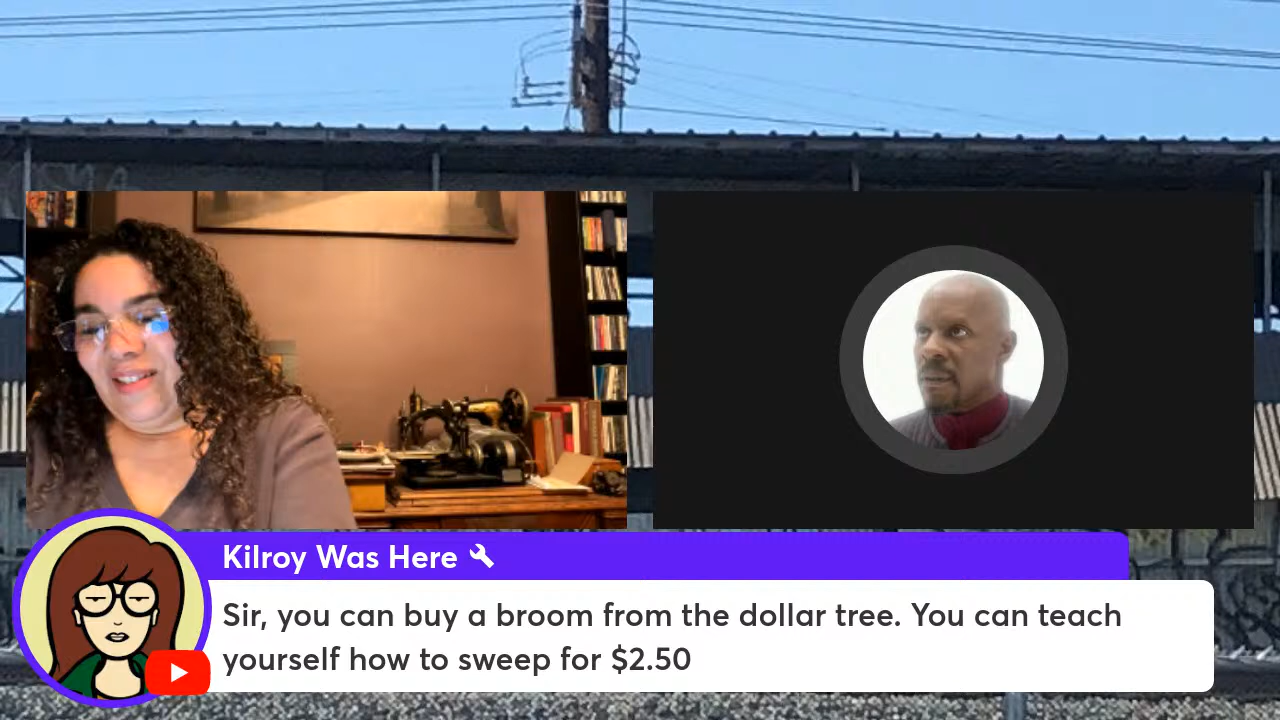 Kilroy Was Here
Sir, you can buy a broom from the dollar tree. You can teach
yourself how to sweep for $2.50